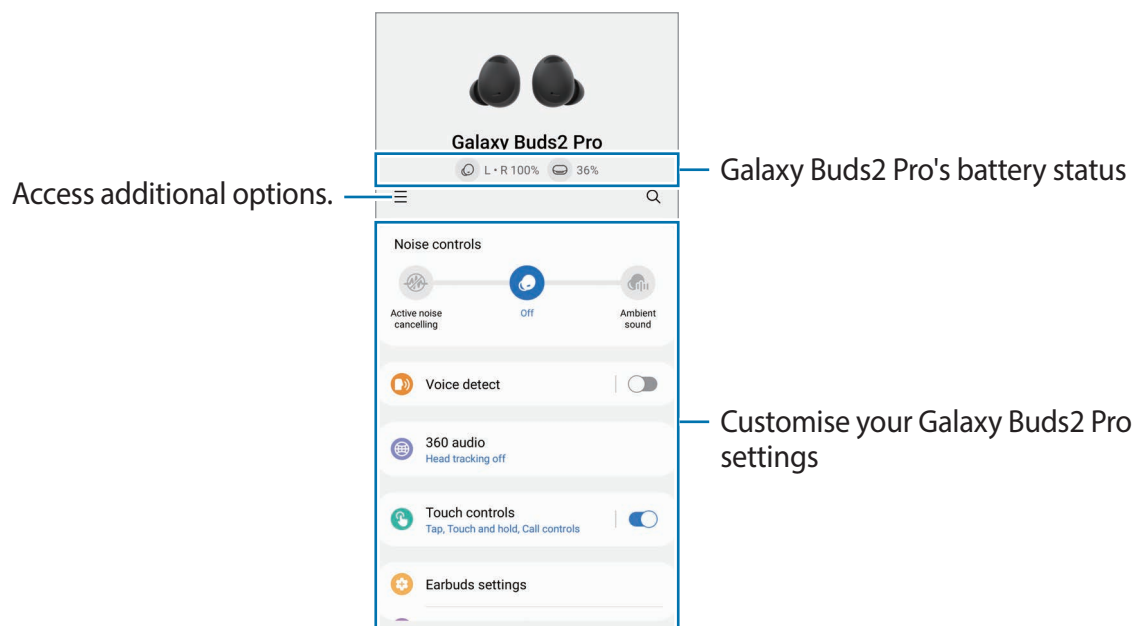 Galaxy Buds2 Pro
L • R 100% 36%
Galaxy Buds2 Pro's battery status
Access additional options.
Noise controls
Active noise
cancelling
Off
Ambient
sound
Voice detect
360 audio
Head tracking off
Customise your Galaxy Buds2 Pro
settings
Touch controls
Tap, Touch and hold, Call controls
Earbuds settings